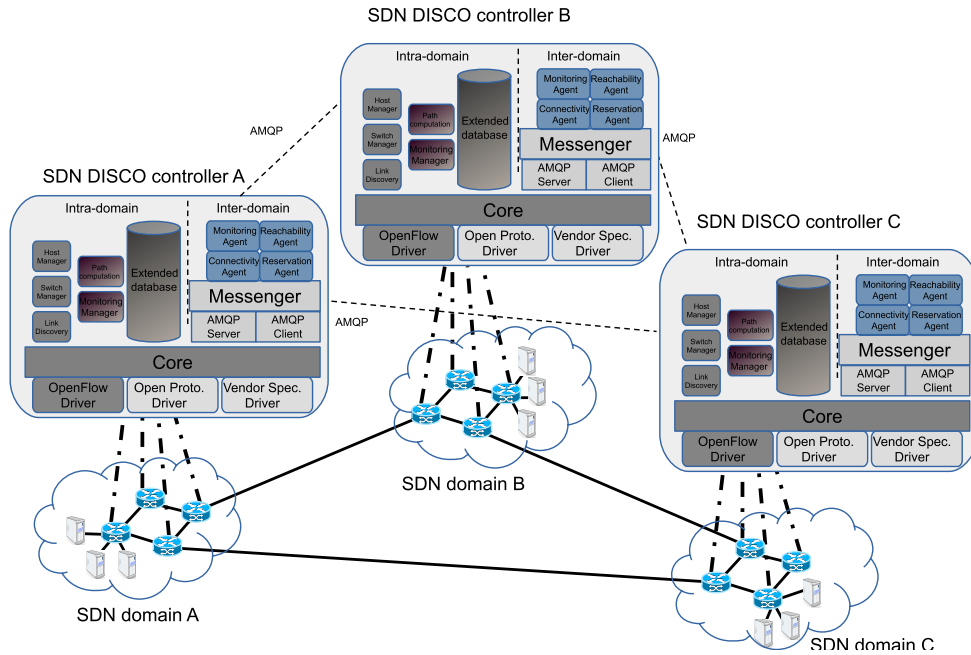 SDN DISCO controller B
Intra-domain
Inter-domain
Host
Manager
Switch
Manager
Link
Discovery
Path
computation
Monitoring
Manager
Extended
database
Monitoring
Agent
Reachability
Agent
Connectivity
Agent
Reservation
Agent
Messenger
AMQP
Server
AMQP
Client
Core
OpenFlow
Driver
Open Proto.
Driver
Vendor Spec.
Driver
AMQP
AMQP
SDN DISCO controller A
Intra-domain
Inter-domain
Host
Manager
Switch
Manager
Link
Discovery
Path
computation
Monitoring
Manager
Extended
database
Monitoring
Agent
Reachability
Agent
Connectivity
Agent
Reservation
Agent
Messenger
AMQP
Server
AMQP
Client
Core
OpenFlow
Driver
Open Proto.
Driver
Vendor Spec.
Driver
AMQP
SDN DISCO controller C
Intra-domain
Inter-domain
Host
Manager
Switch
Manager
Link
Discovery
Path
computation
Monitoring
Manager
Extended
database
Monitoring
Agent
Reachability
Agent
Connectivity
Agent
Reservation
Agent
Messenger
AMQP
Server
AMQP
Client
Core
OpenFlow
Driver
Open Proto.
Driver
Vendor Spec.
Driver
SDN domain B
SDN domain A
SDN domain C